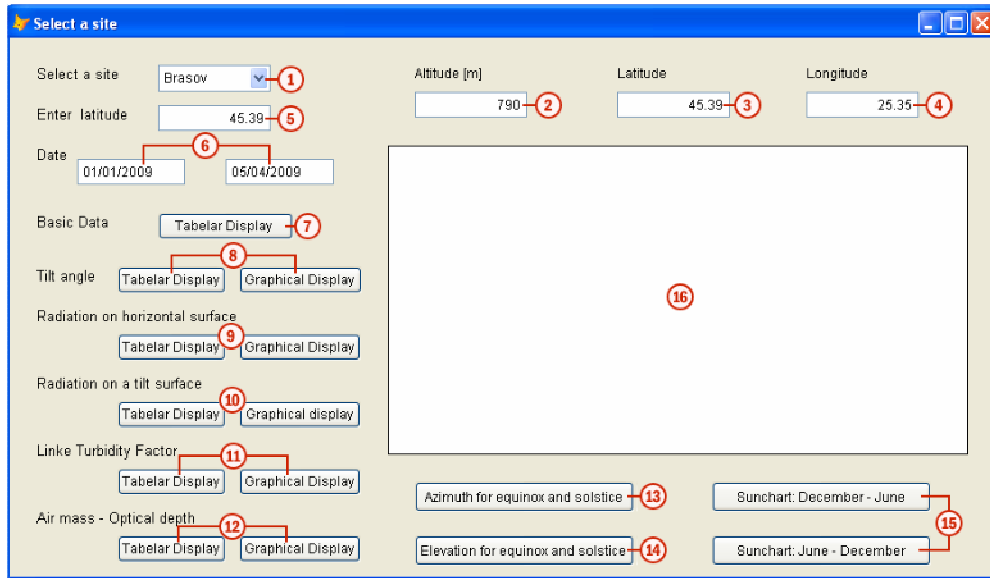 Select a site
Select a site
Brasov
1
Altitude [m]
Latitude
Longitude
790
2
45.39
3
25.35
4
Enter latitude
45.39
5
6
Date
01/01/2009
05/04/2009
Basic Data
Tabelar Display
7
8
Tilt angle
Tabelar Display
Graphical Display
16
Radiation on horizontal surface
9
Tabelar Display
Graphical Display
Radiation on a tilt surface
10
Tabelar Display
Graphical display
Linke Turbidity Factor
11
Tabelar Display
Graphical Display
Azimuth for equinox and solstice
13
Sunchart: December - June
15
Air mass - Optical depth
12
Tabelar Display
Graphical Display
Elevation for equinox and solstice
14
Sunchart: June - December